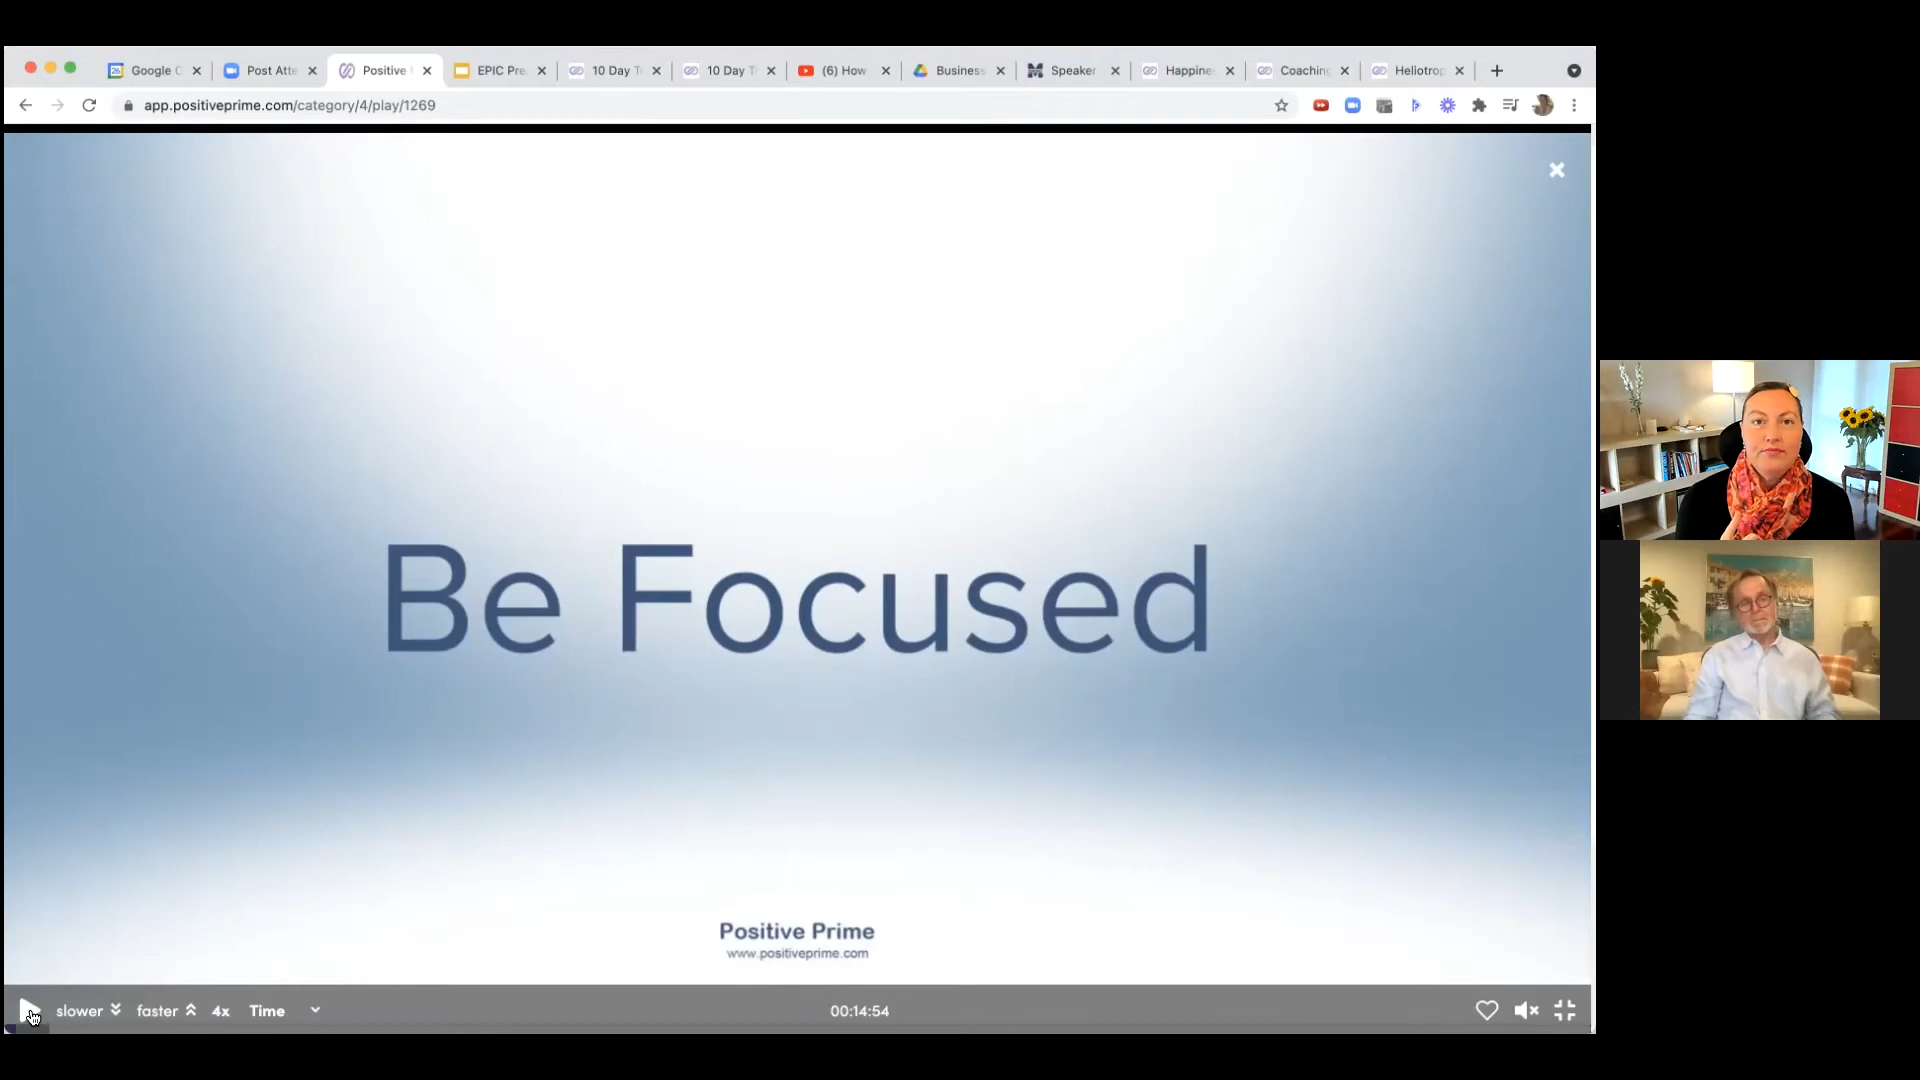 Google C
Post Atte
Positive
EPIC Pre
10 Day T
10 Day T
(6) How
Business
Speaker
Happine
Coaching
Heliotrop
app.positiveprime.com/category/4/play/1269
Be Focused
Positive Prime
www.positiveprime.com
slower
faster
4x
Time
00:14:54